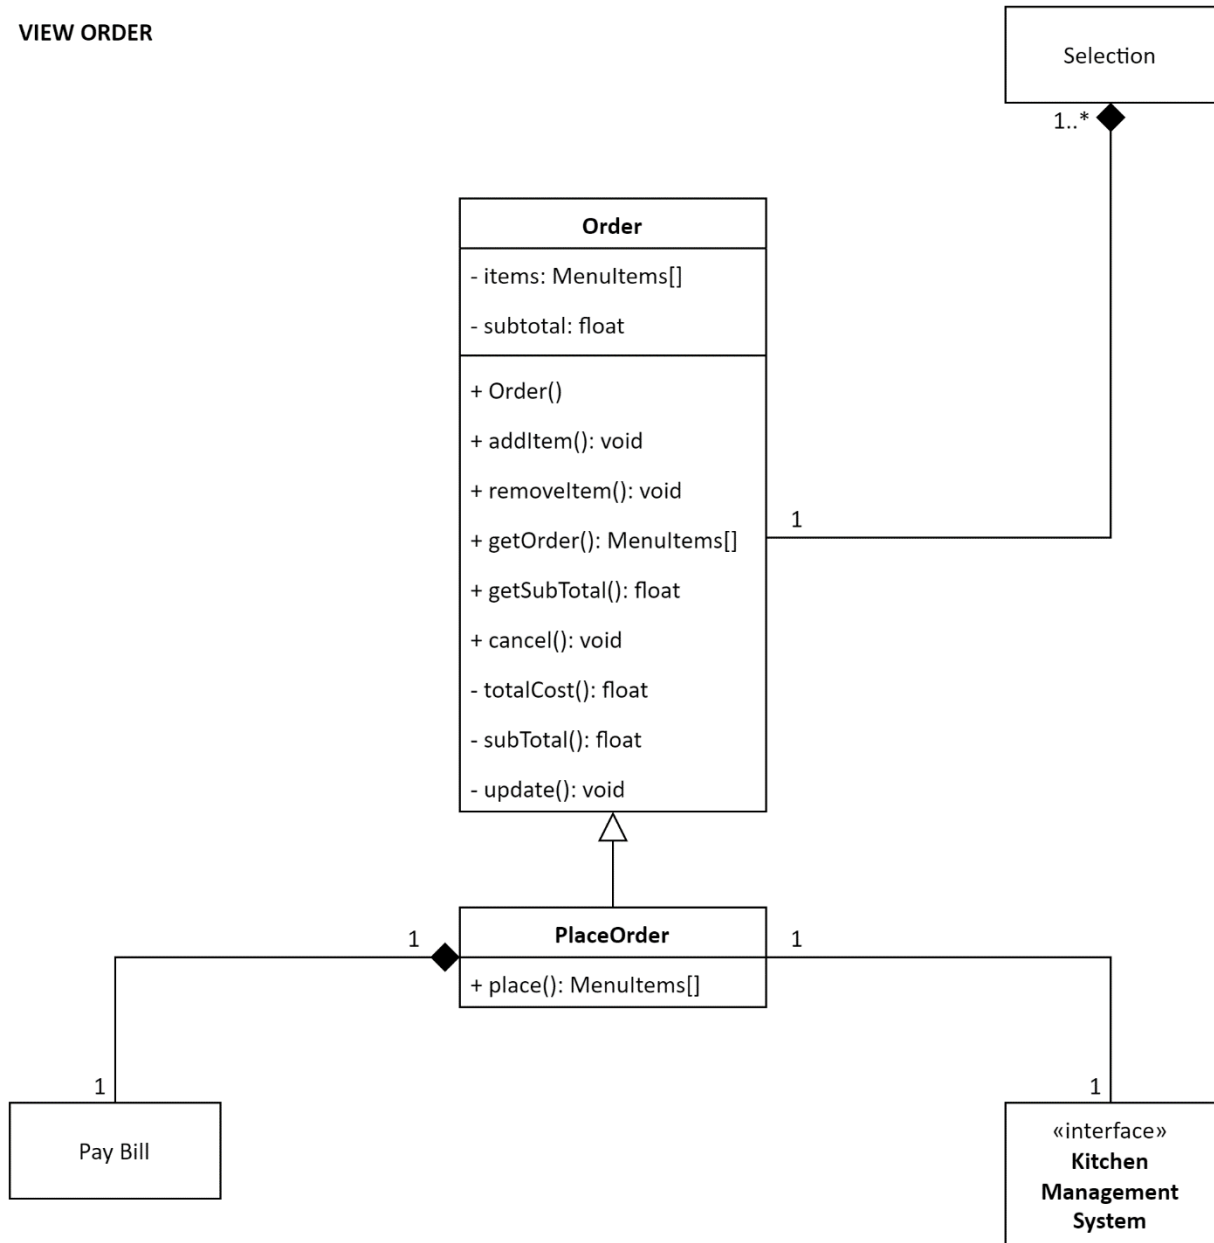 VIEW ORDER
Selection
1..*
Order
- items: MenuItems[]
- subtotal: float
+ Order()
+ addItem(): void
+ removeItem(): void
1
+ getOrder(): MenuItems[]
+ getSubTotal(): float
+ cancel(): void
- totalCost(): float
- subTotal(): float
- update(): void
1
PlaceOrder
1
+ place(): MenuItems[]
1
1
Pay Bill
«interface»
Kitchen
Management
System